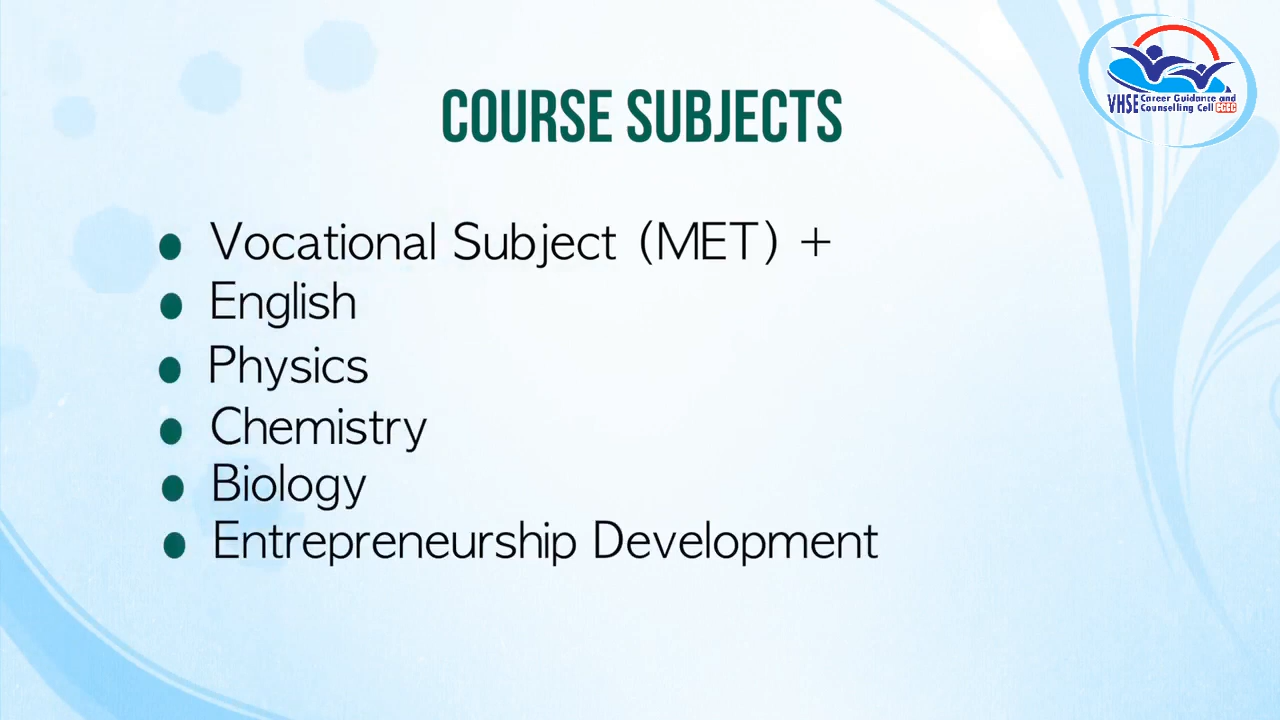 COURSE SUBJECTS
VHSE Career Guidance and
Counselling Cell CGCC
Vocational Subject (MET) +
English
Physics
Chemistry
Biology
Entrepreneurship Development